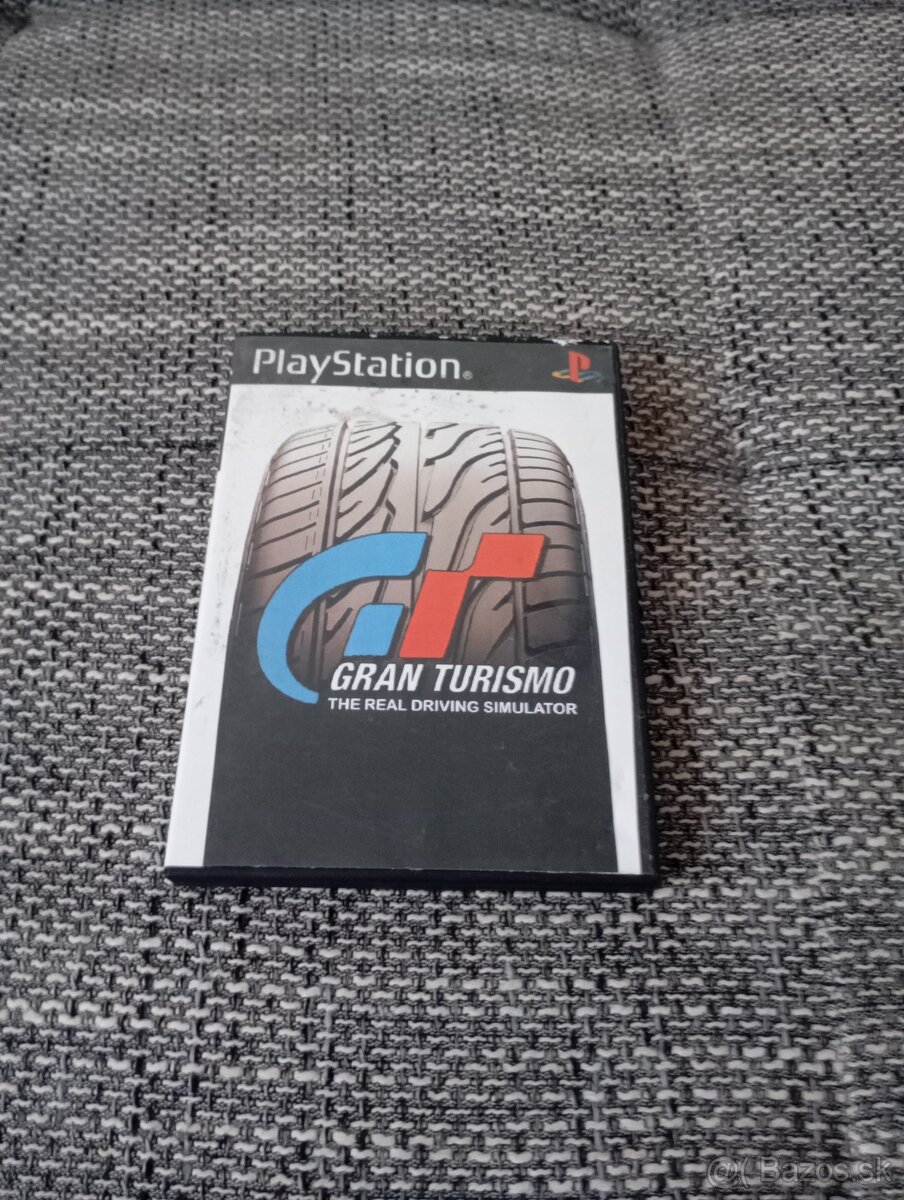 PlayStation®
GRAN TURISMO
THE REAL DRIVING SIMULATOR
@( Bazos.sk